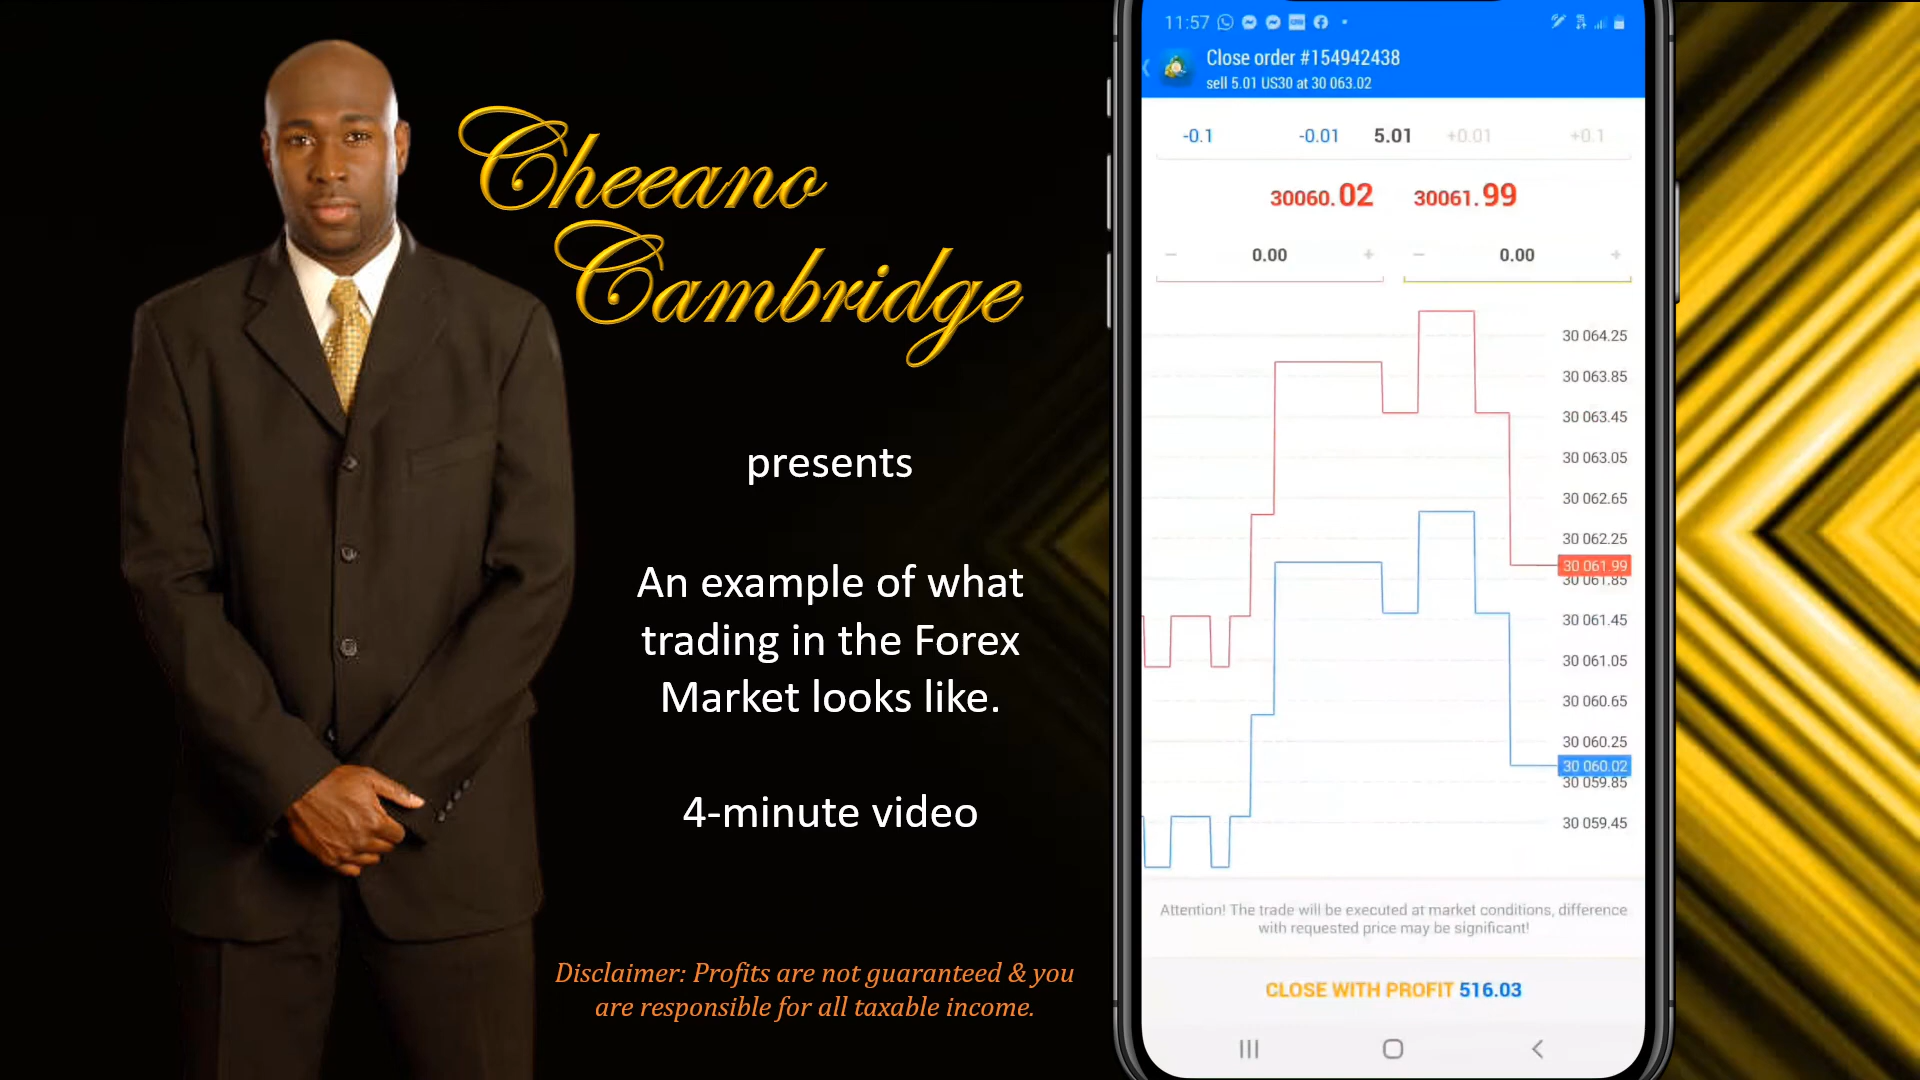 Cheeano
Cambridge
presents
An example of what
trading in the Forex
Market looks like.
4-minute video
Disclaimer: Profits are not guaranteed & you
are responsible for all taxable income.
11:57
Close order #154942438
sell 5.01 US30 at 30 063.02
-0.1 -0.01 5.01 +0.01 +0.1
30060.02 30061.99
− 0.00 + − 0.00 +
30 064.25
30 063.85
30 063.45
30 063.05
30 062.65
30 062.25
30 061.99
30 061.85
30 061.45
30 061.05
30 060.65
30 060.25
30 060.02
30 059.85
30 059.45
Attention! The trade will be executed at market conditions, difference
with requested price may be significant!
CLOSE WITH PROFIT 516.03